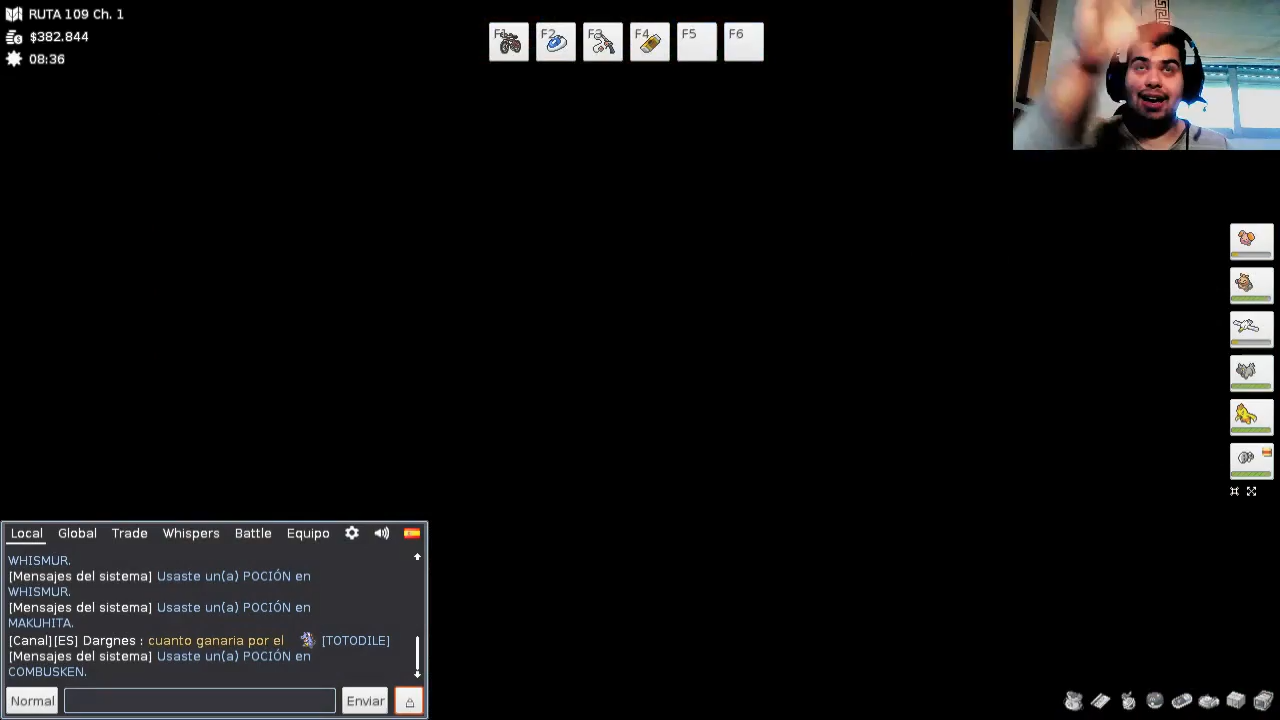 RUTA 109 Ch. 1
$382.844
08:36
F1 F2 F3 F4 F5 F6
Local Global Trade Whispers Battle Equipo
WHISMUR.
[Mensajes del sistema] Usaste un(a) POCIÓN en
WHISMUR.
[Mensajes del sistema] Usaste un(a) POCIÓN en
MAKUHITA.
[Canal][ES] Dargnes : cuanto ganaria por el [TOTODILE]
[Mensajes del sistema] Usaste un(a) POCIÓN en
COMBUSKEN.
Normal Enviar